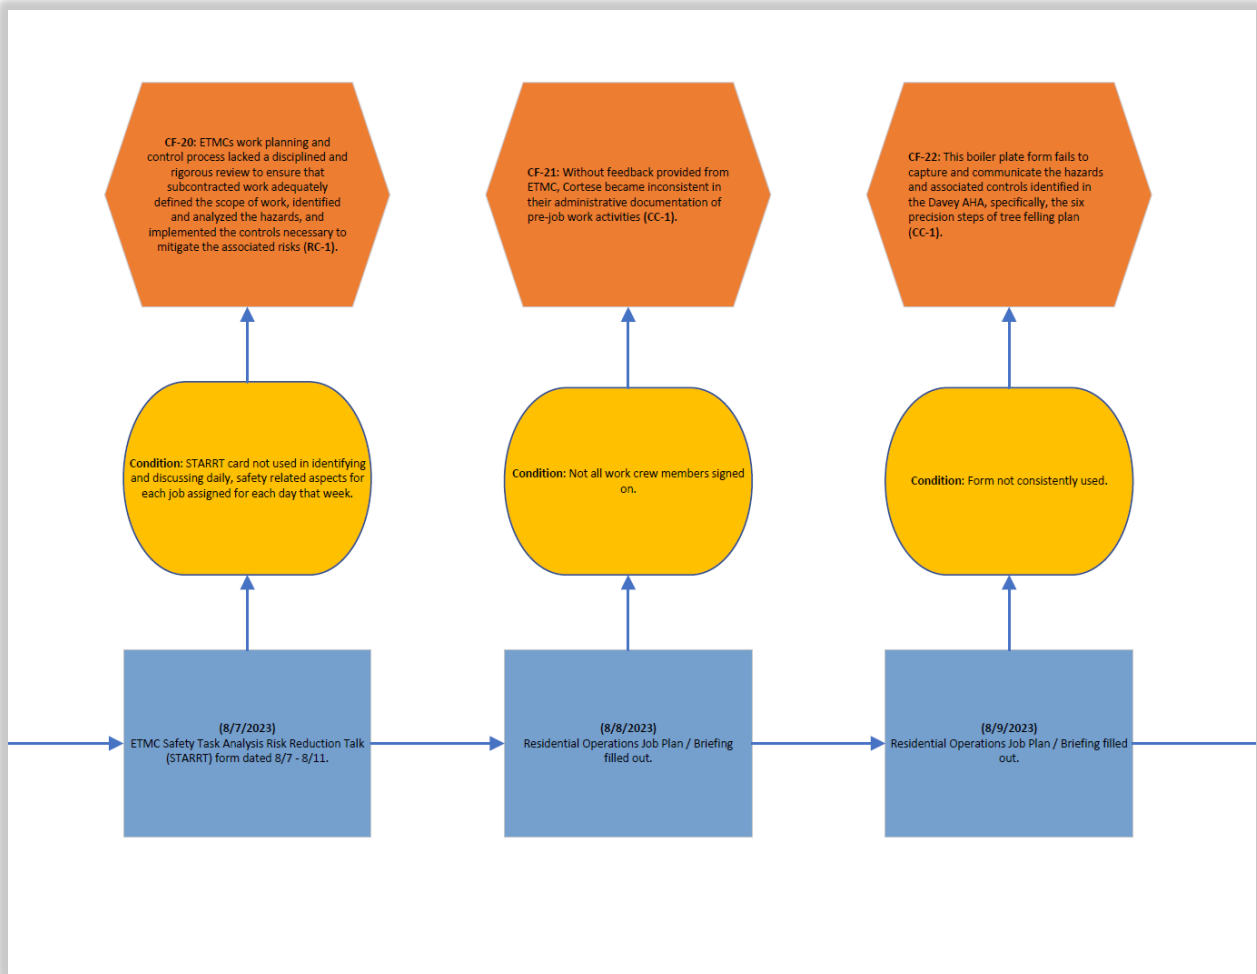 CF-20: ETMCs work planning and
control process lacked a disciplined and
rigorous review to ensure that
subcontracted work adequately
defined the scope of work, identified
and analyzed the hazards, and
implemented the controls necessary to
mitigate the associated risks (RC-1).
CF-21: Without feedback provided from
ETMC, Cortese became inconsistent in
their administrative documentation of
pre-job work activities (CC-1).
CF-22: This boiler plate form fails to
capture and communicate the hazards
and associated controls identified in
the Davey AHA, specifically, the six
precision steps of tree felling plan
(CC-1).
Condition: STARRT card not used in identifying
and discussing daily, safety related aspects for
each job assigned for each day that week.
Condition: Not all work crew members signed
on.
Condition: Form not consistently used.
(8/7/2023)
ETMC Safety Task Analysis Risk Reduction Talk
(STARRT) form dated 8/7 - 8/11.
(8/8/2023)
Residential Operations Job Plan / Briefing
filled out.
(8/9/2023)
Residential Operations Job Plan / Briefing filled
out.